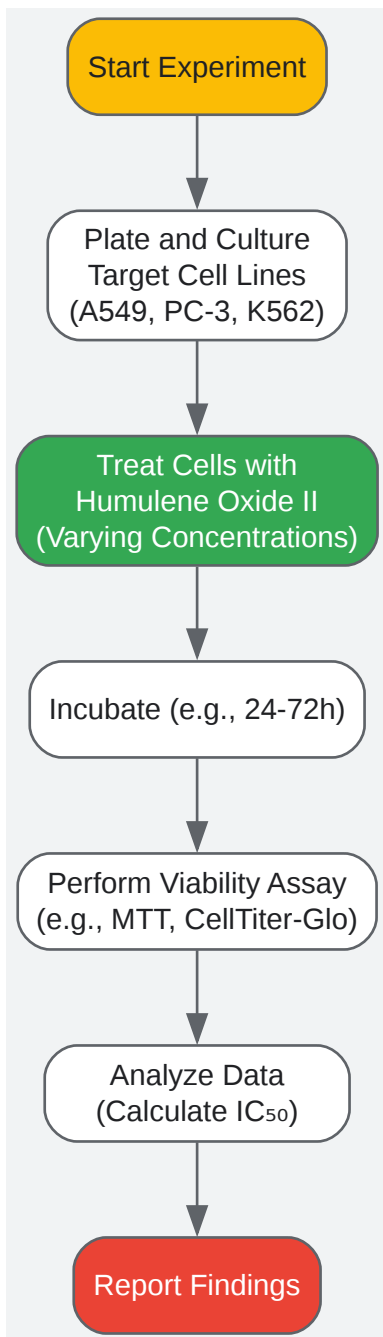 Start Experiment
Plate and Culture
Target Cell Lines
(A549, PC-3, K562)
Treat Cells with
Humulene Oxide II
(Varying Concentrations)
Incubate (e.g., 24-72h)
Perform Viability Assay
(e.g., MTT, CellTiter-Glo)
Analyze Data
(Calculate IC₅₀)
Report Findings